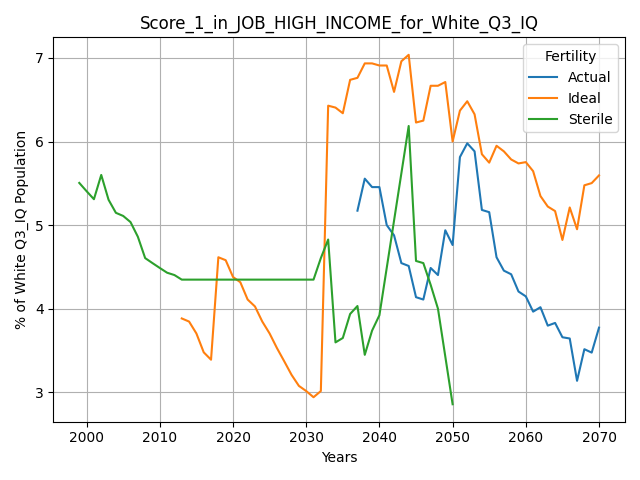 Score_1_in_JOB_HIGH_INCOME_for_White_Q3_IQ
Fertility
Actual
Ideal
Sterile
% of White Q3_IQ Population
7
6
5
4
3
2000 2010 2020 2030 2040 2050 2060 2070
Years